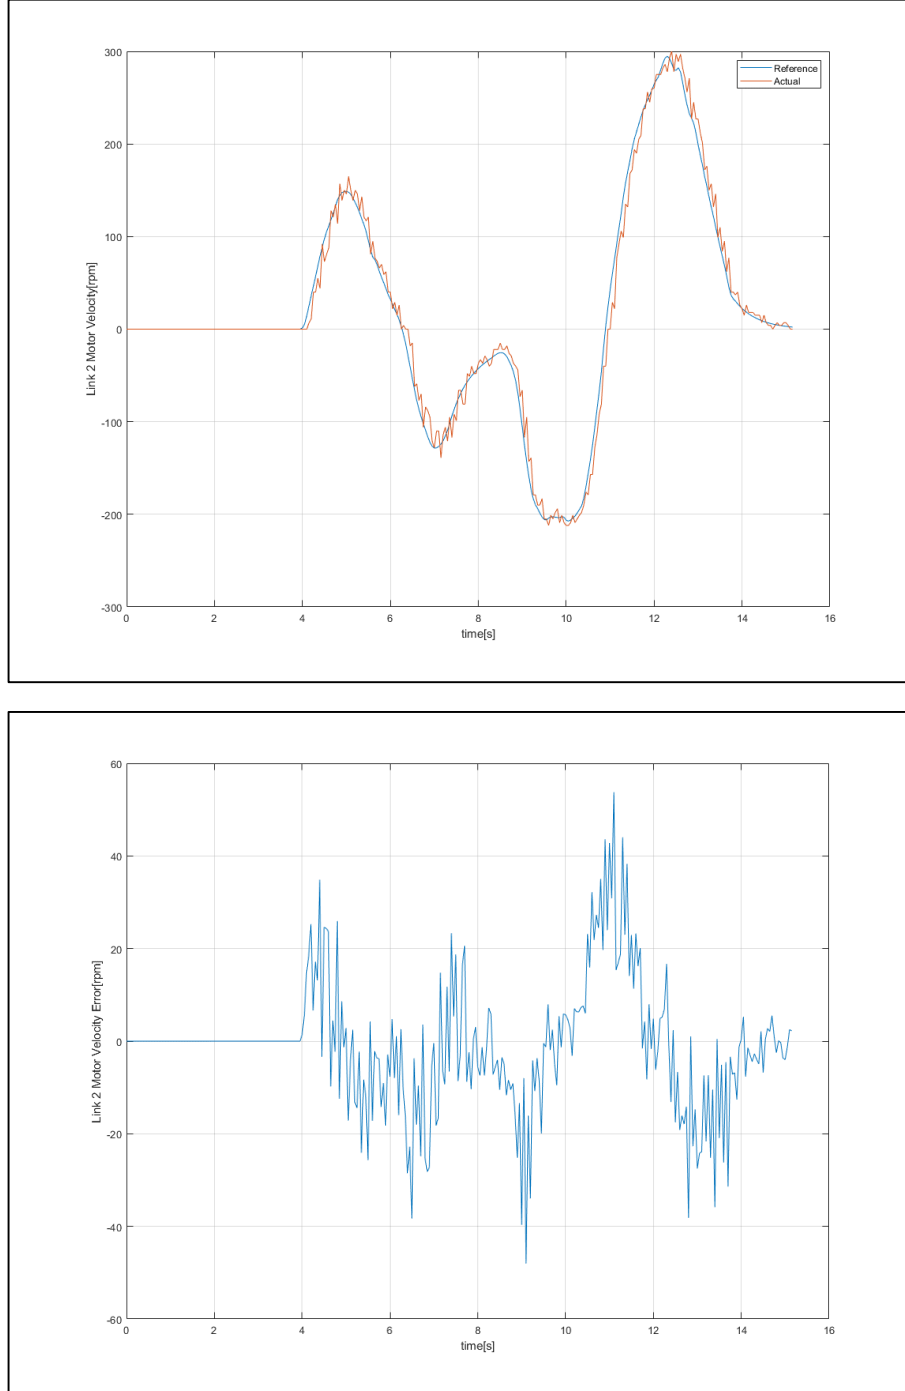 300
Reference
Actual
200
100
Link 2 Motor Velocity[rpm]
0
-100
-200
-300
0 2 4 6 8 10 12 14 16
time[s]
60
40
20
Link 2 Motor Velocity Error[rpm]
0
-20
-40
-60
0 2 4 6 8 10 12 14 16
time[s]